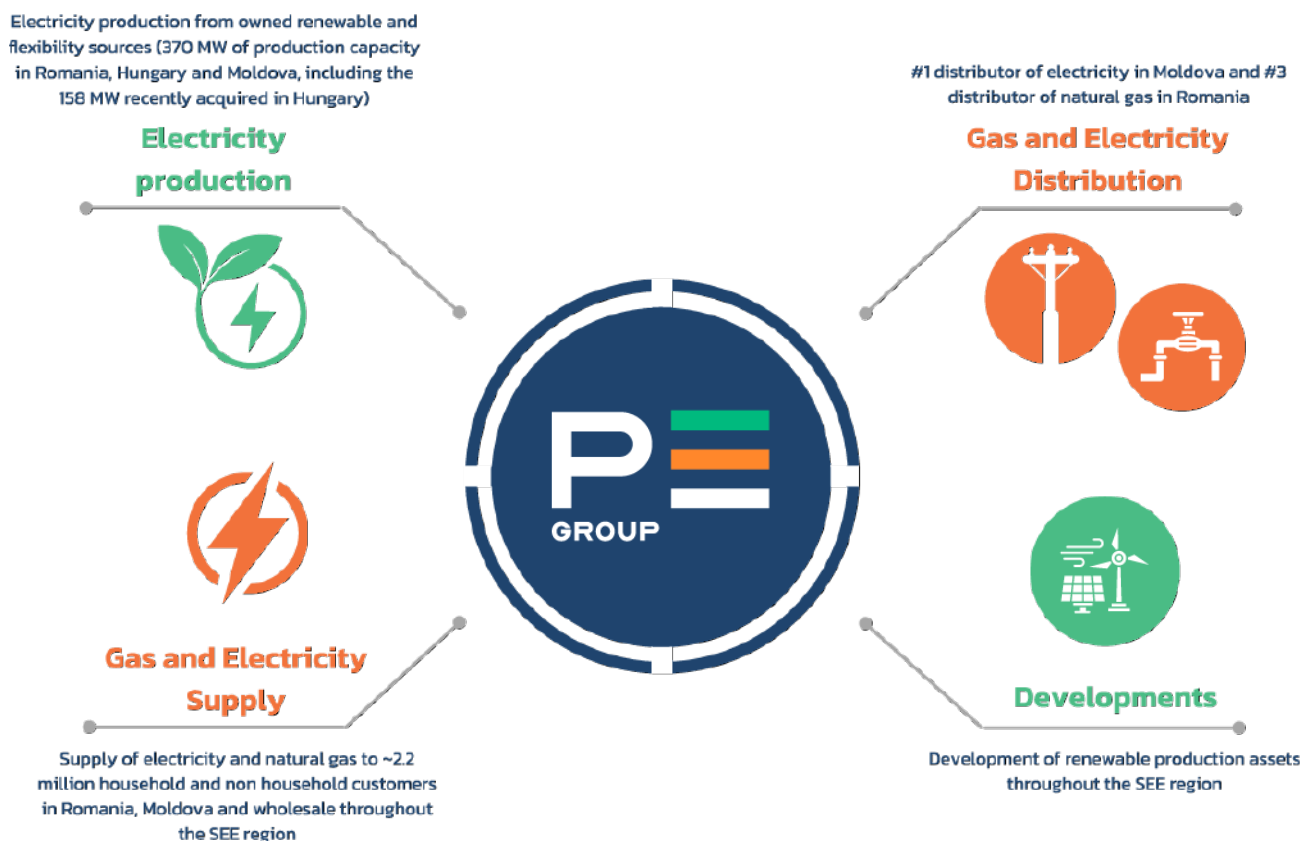 Electricity production from owned renewable and
flexibility sources (370 MW of production capacity
in Romania, Hungary and Moldova, including the
158 MW recently acquired in Hungary)
Electricity
production
#1 distributor of electricity in Moldova and #3
distributor of natural gas in Romania
Gas and Electricity
Distribution
PE
GROUP
Gas and Electricity
Supply
Supply of electricity and natural gas to ~2.2
million household and non household customers
in Romania, Moldova and wholesale throughout
the SEE region
Developments
Development of renewable production assets
throughout the SEE region